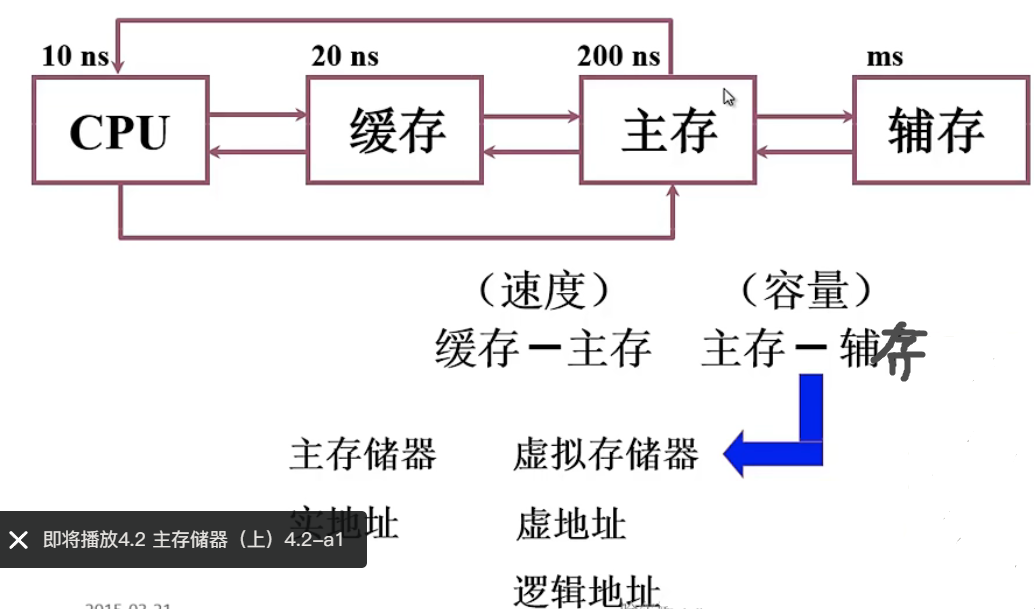 10 ns
20 ns
200 ns
ms
CPU
缓存
主存
辅存
（速度）
（容量）
缓存－主存
主存－辅存
主存储器
虚拟存储器
实地址
虚地址
即将播放4.2 主存储器（上）4.2-a1
逻辑地址
2015-03-21